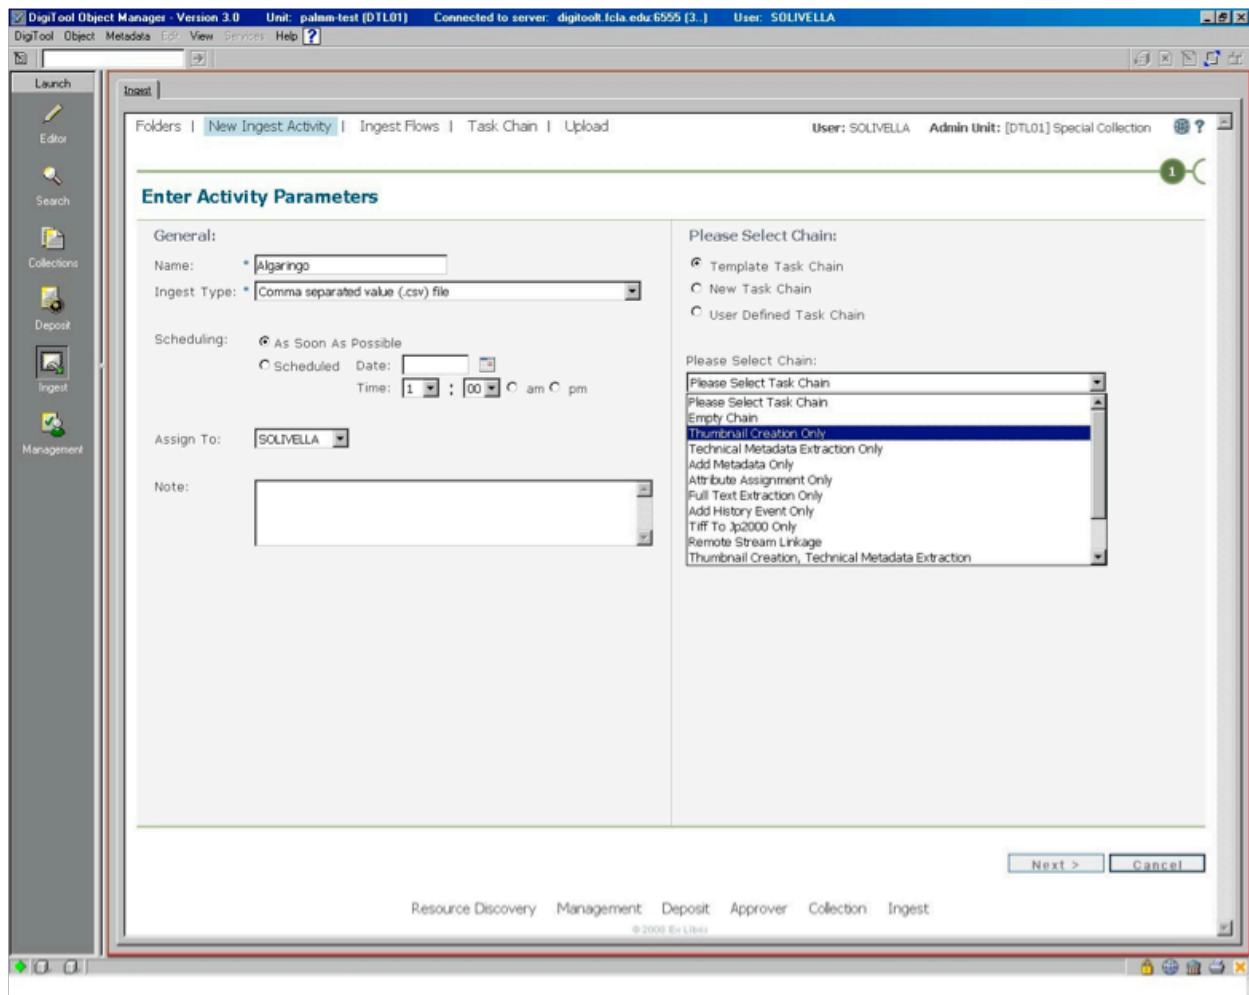 DigiTool Object Manager - Version 3.0 Unit: palmm-test (DTL01) Connected to server: digitoolt.fcla.edu:6555 (3..) User: SOLIVELLA
DigiTool Object Metadata Edit View Services Help ?
Launch
Editor
Search
Collections
Deposit
Ingest
Management
Ingest
Folders | New Ingest Activity | Ingest Flows | Task Chain | Upload
User: SOLIVELLA Admin Unit: [DTL01] Special Collection ?
1
Enter Activity Parameters
General:
Name: * Algaringo
Ingest Type: * Comma separated value (.csv) file
Scheduling: As Soon As Possible
Scheduled Date:
Time: 1 : 00 am pm
Assign To: SOLIVELLA
Note:
Please Select Chain:
Template Task Chain
New Task Chain
User Defined Task Chain
Please Select Chain:
Please Select Task Chain
Please Select Task Chain
Empty Chain
Thumbnail Creation Only
Technical Metadata Extraction Only
Add Metadata Only
Attribute Assignment Only
Full Text Extraction Only
Add History Event Only
Tiff To Jp2000 Only
Remote Stream Linkage
Thumbnail Creation, Technical Metadata Extraction
Next > Cancel
Resource Discovery Management Deposit Approver Collection Ingest
© 2008 Ex Libris